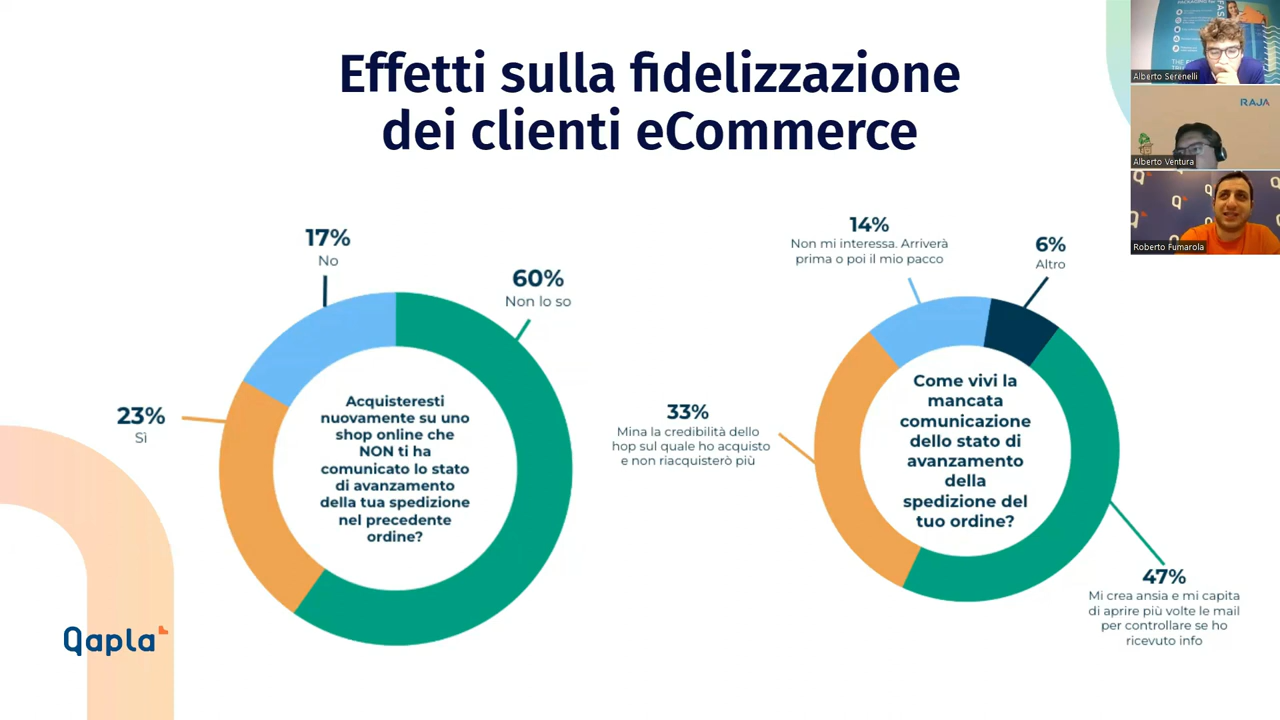 Effetti sulla fidelizzazione
dei clienti eCommerce
17%
No
60%
Non lo so
23%
Sì
Acquisteresti
nuovamente su uno
shop online che
NON ti ha
comunicato lo stato
di avanzamento
della tua spedizione
nel precedente
ordine?
14%
Non mi interessa. Arriverà
prima o poi il mio pacco
6%
Altro
33%
Mina la credibilità dello
hop sul quale ho acquisto
e non riacquisterò più
Come vivi la
mancata
comunicazione
dello stato di
avanzamento
della
spedizione del
tuo ordine?
47%
Mi crea ansia e mi capita
di aprire più volte le mail
per controllare se ho
ricevuto info
Qapla
Alberto Serenelli
RAJA
Alberto Ventura
Roberto Fumarola